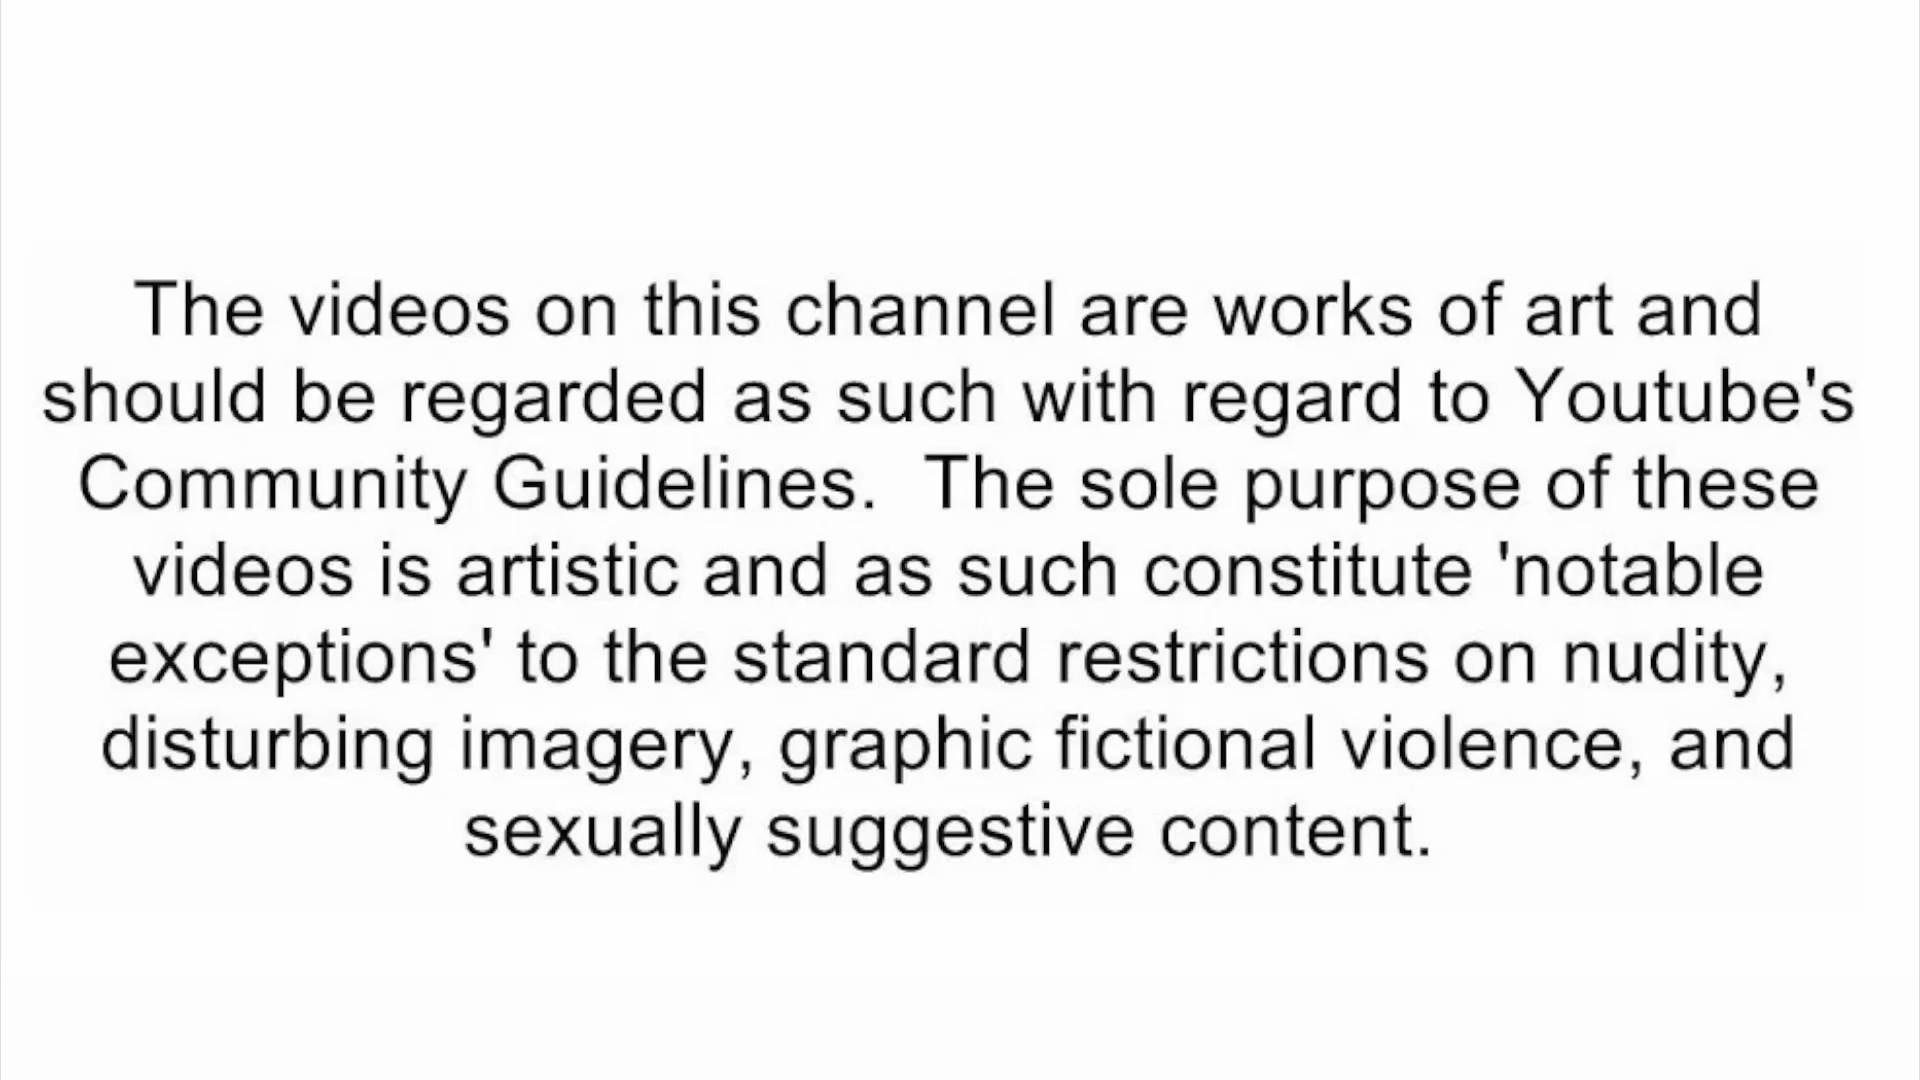 The videos on this channel are works of art and
should be regarded as such with regard to Youtube's
Community Guidelines.  The sole purpose of these
videos is artistic and as such constitute 'notable
exceptions' to the standard restrictions on nudity,
disturbing imagery, graphic fictional violence, and
sexually suggestive content.